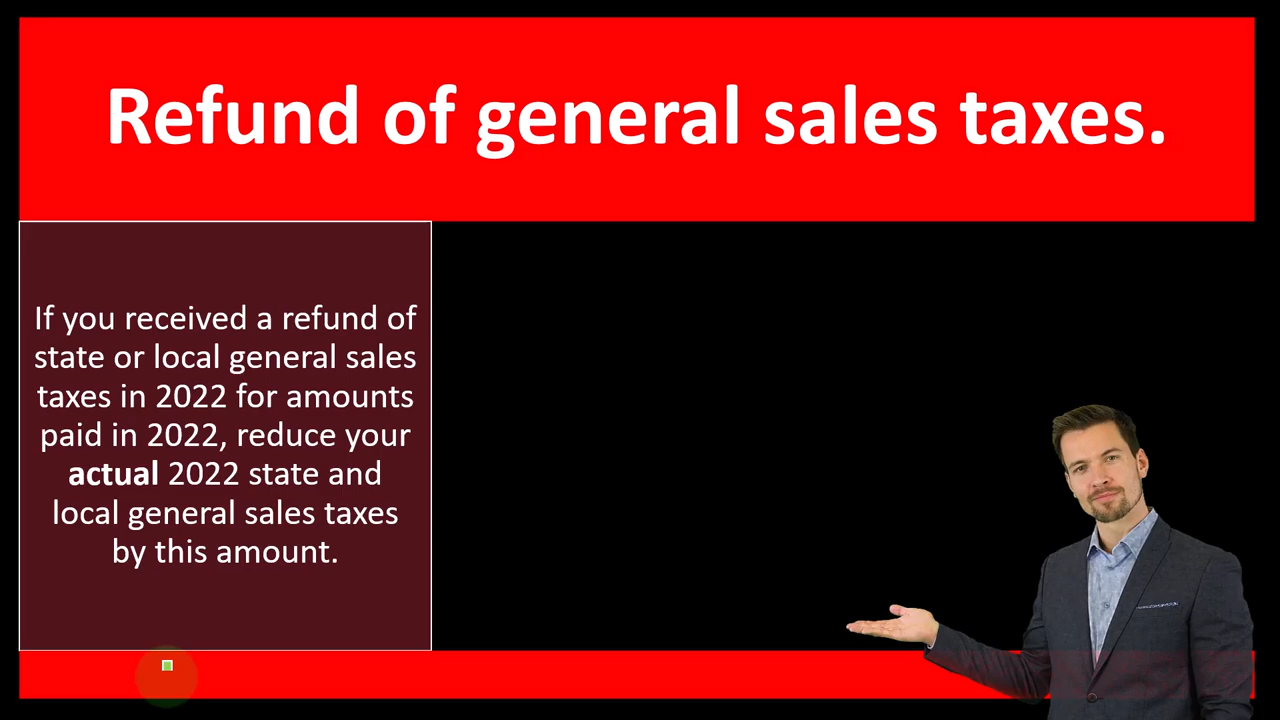 Refund of general sales taxes.
If you received a refund of
state or local general sales
taxes in 2022 for amounts
paid in 2022, reduce your
actual 2022 state and
local general sales taxes
by this amount.